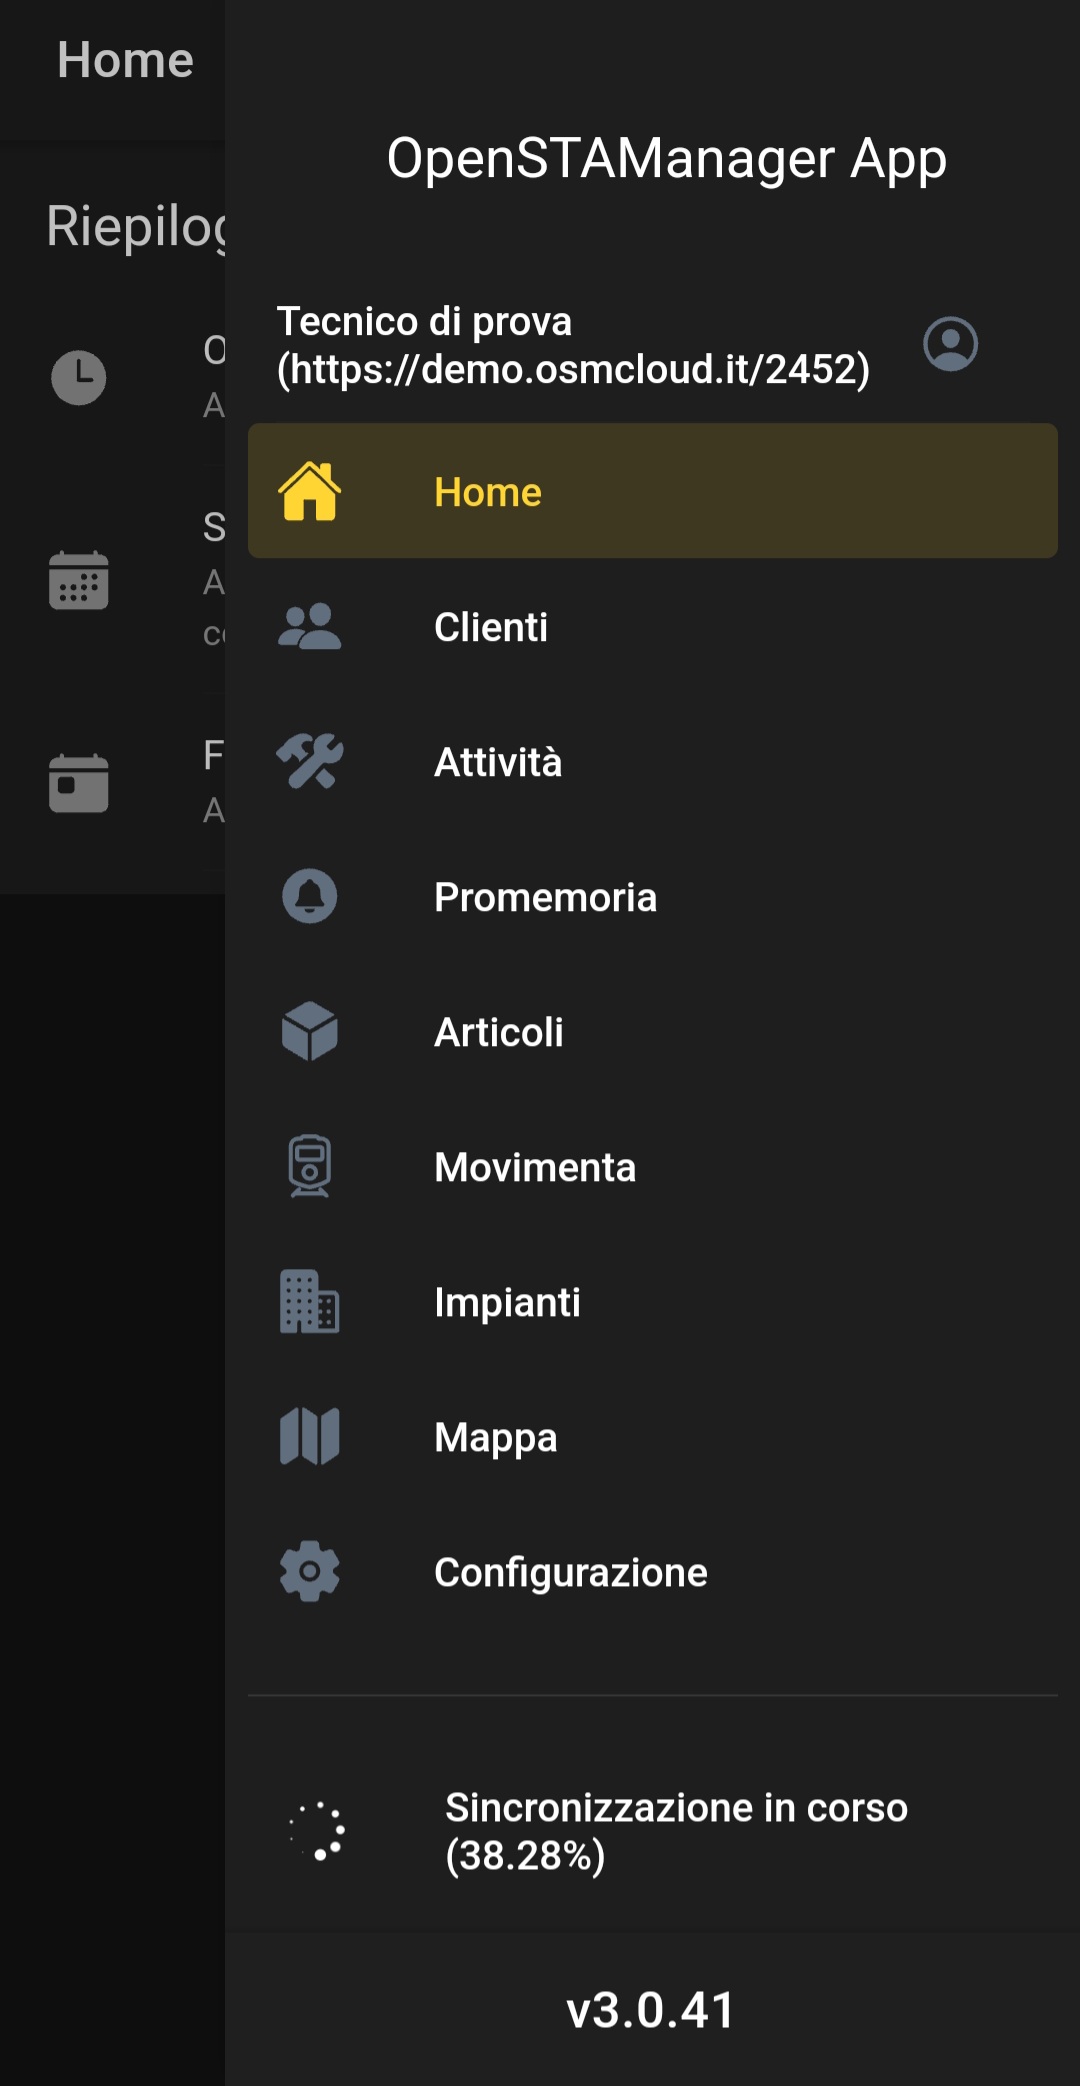 Home
OpenSTAManager App
Tecnico di prova
(https://demo.osmcloud.it/2452)
Home
Clienti
Attività
Promemoria
Articoli
Movimenta
Impianti
Mappa
Configurazione
Sincronizzazione in corso
(38.28%)
v3.0.41